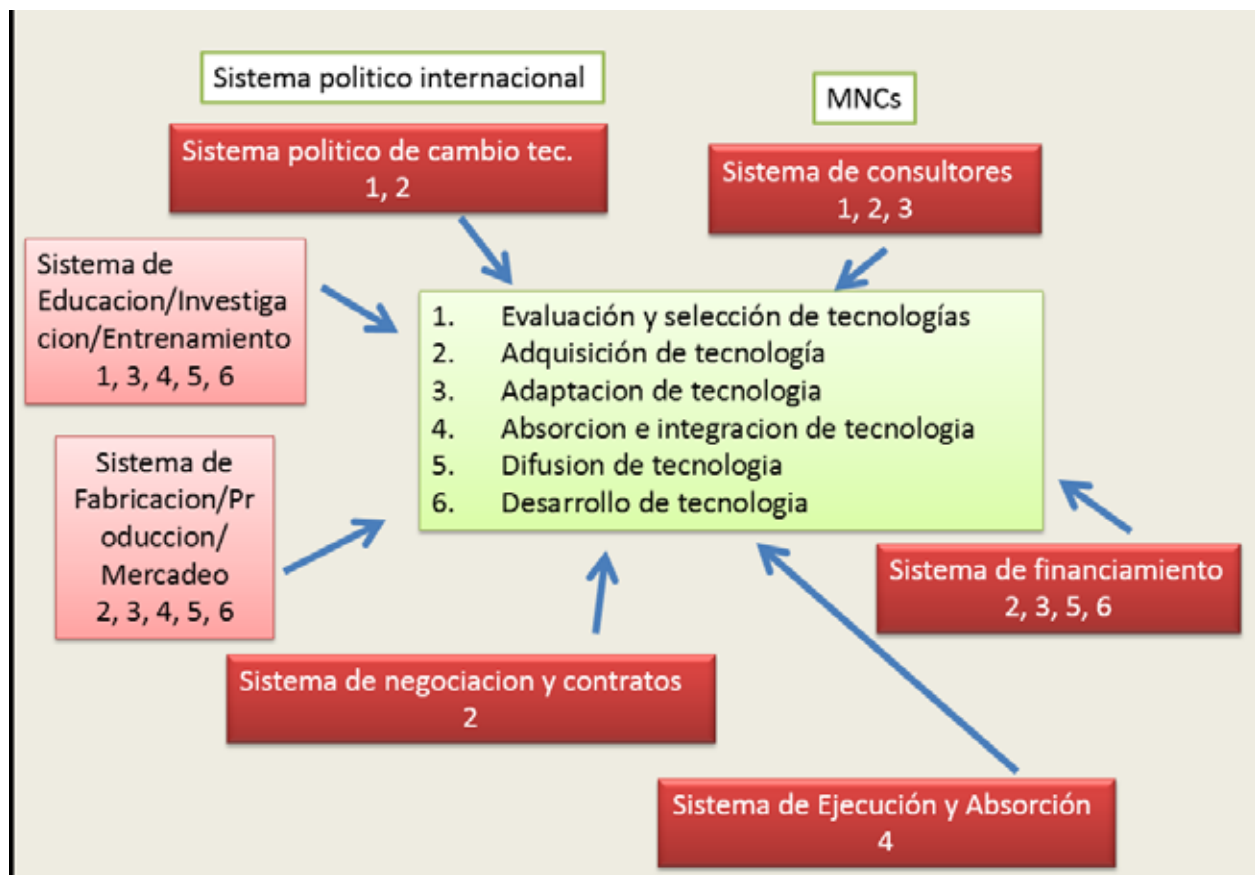 Sistema politico internacional
MNCs
Sistema politico de cambio tec.
1, 2
Sistema de consultores
1, 2, 3
Sistema de
Educacion/Investiga
cion/Entrenamiento
1, 3, 4, 5, 6
1. Evaluación y selección de tecnologías
2. Adquisición de tecnología
3. Adaptacion de tecnologia
4. Absorcion e integracion de tecnologia
5. Difusion de tecnologia
6. Desarrollo de tecnologia
Sistema de
Fabricacion/Pr
oduccion/
Mercadeo
2, 3, 4, 5, 6
Sistema de financiamiento
2, 3, 5, 6
Sistema de negociacion y contratos
2
Sistema de Ejecución y Absorción
4